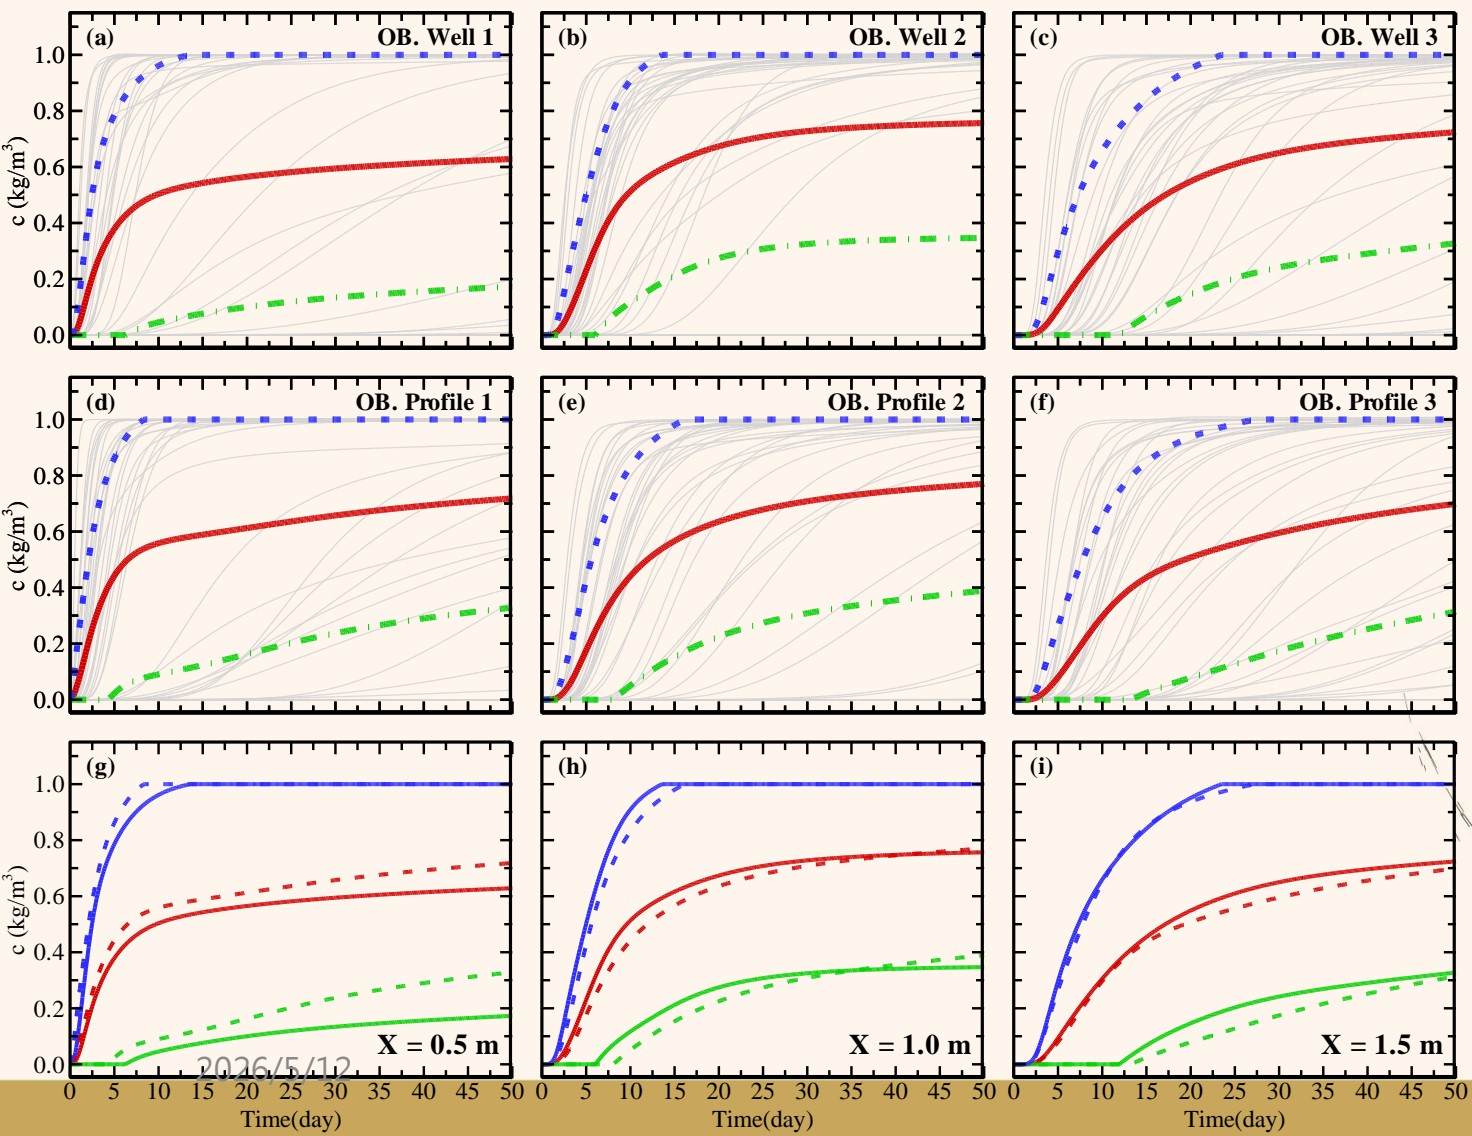 (a) OB. Well 1
(b) OB. Well 2
(c) OB. Well 3
c (kg/m³)
1.0
0.8
0.6
0.4
0.2
0.0
(d) OB. Profile 1
(e) OB. Profile 2
(f) OB. Profile 3
c (kg/m³)
1.0
0.8
0.6
0.4
0.2
0.0
(g)
(h)
(i)
c (kg/m³)
1.0
0.8
0.6
0.4
0.2
0.0
X = 0.5 m
X = 1.0 m
X = 1.5 m
2026/5/12
0 5 10 15 20 25 30 35 40 45 50
0 5 10 15 20 25 30 35 40 45 50
0 5 10 15 20 25 30 35 40 45 50
Time(day)
Time(day)
Time(day)